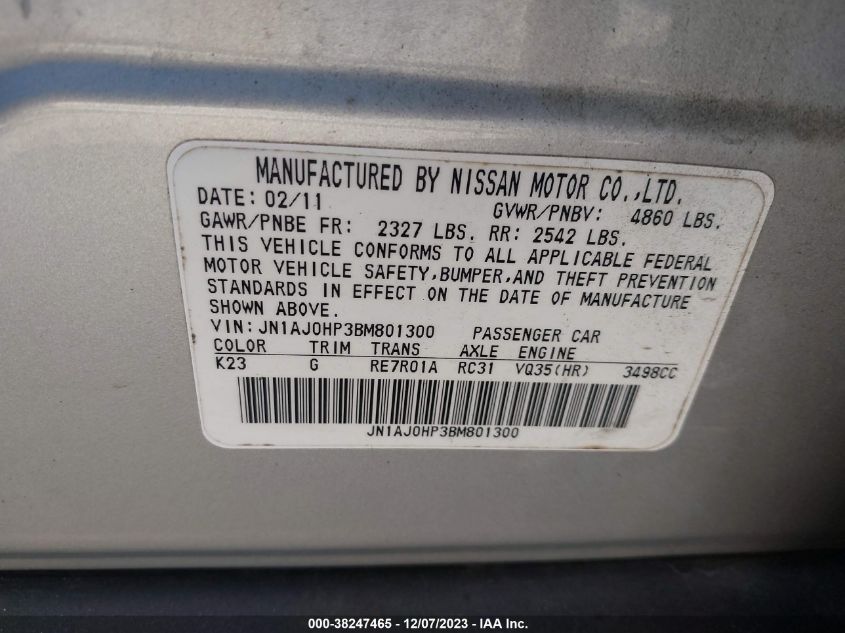 MANUFACTURED BY NISSAN MOTOR CO.,LTD.
DATE: 02/11 GVWR/PNBV: 4860 LBS.
GAWR/PNBE FR: 2327 LBS. RR: 2542 LBS.
THIS VEHICLE CONFORMS TO ALL APPLICABLE FEDERAL
MOTOR VEHICLE SAFETY,BUMPER,AND THEFT PREVENTION
STANDARDS IN EFFECT ON THE DATE OF MANUFACTURE
SHOWN ABOVE.
VIN: JN1AJ0HP3BM801300 PASSENGER CAR
COLOR TRIM TRANS AXLE ENGINE
K23 G RE7R01A RC31 VQ35(HR) 3498CC
JN1AJ0HP3BM801300
000-38247465 - 12/07/2023 - IAA Inc.